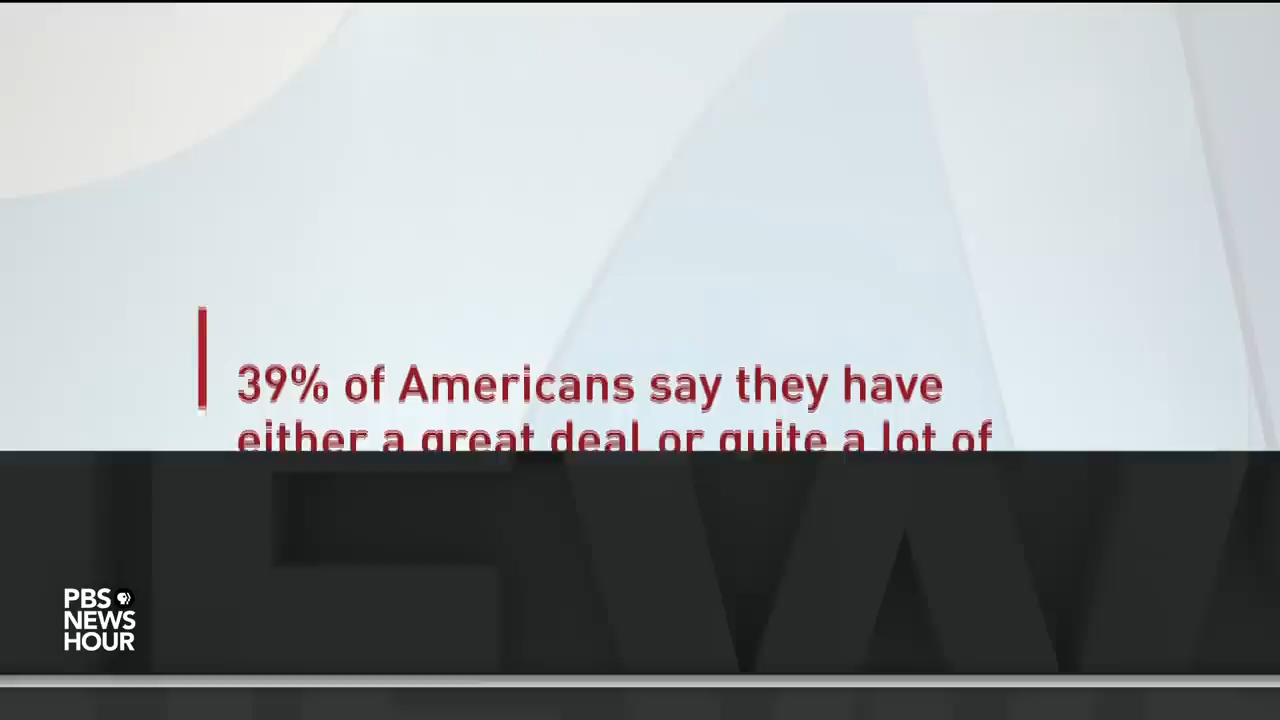 39% of Americans say they have
either a great deal or quite a lot of
PBS
NEWS
HOUR